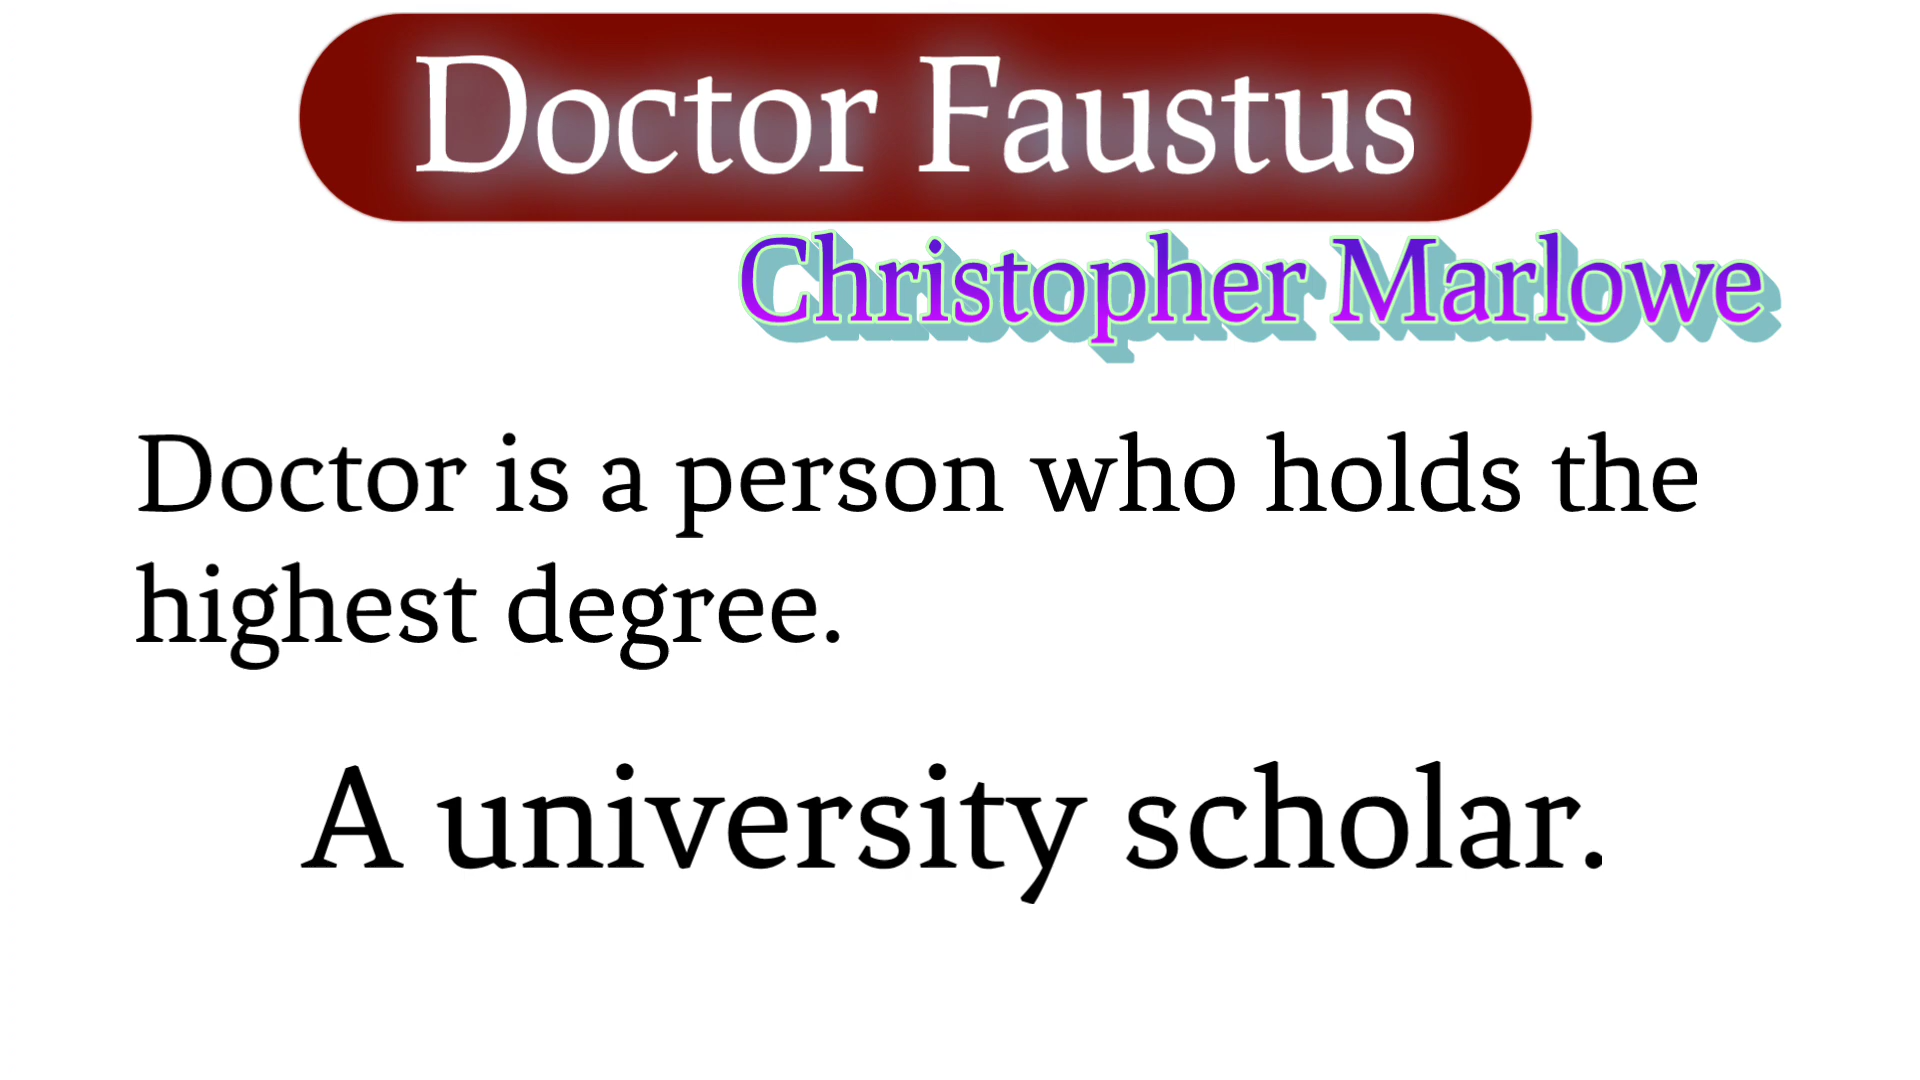 Doctor Faustus
Christopher Marlowe
Doctor is a person who holds the
highest degree.
A university scholar.